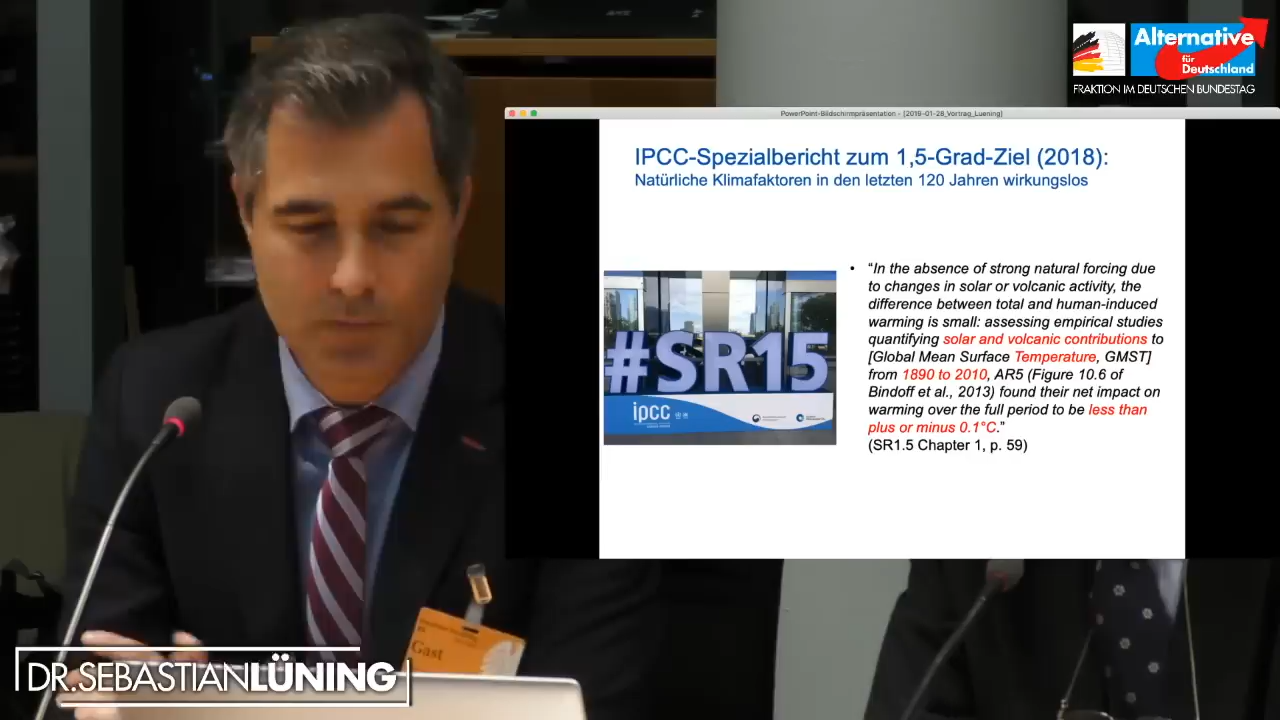 Alternative
für
Deutschland
FRAKTION IM DEUTSCHEN BUNDESTAG
PowerPoint-Bildschirmpräsentation - [2019-01-28_Vortrag_Luening]
IPCC-Spezialbericht zum 1,5-Grad-Ziel (2018):
Natürliche Klimafaktoren in den letzten 120 Jahren wirkungslos
#SR15
ipcc
• “In the absence of strong natural forcing due
to changes in solar or volcanic activity, the
difference between total and human-induced
warming is small: assessing empirical studies
quantifying solar and volcanic contributions to
[Global Mean Surface Temperature, GMST]
from 1890 to 2010, AR5 (Figure 10.6 of
Bindoff et al., 2013) found their net impact on
warming over the full period to be less than
plus or minus 0.1°C.”
(SR1.5 Chapter 1, p. 59)
Gast
DR.SEBASTIANLÜNING